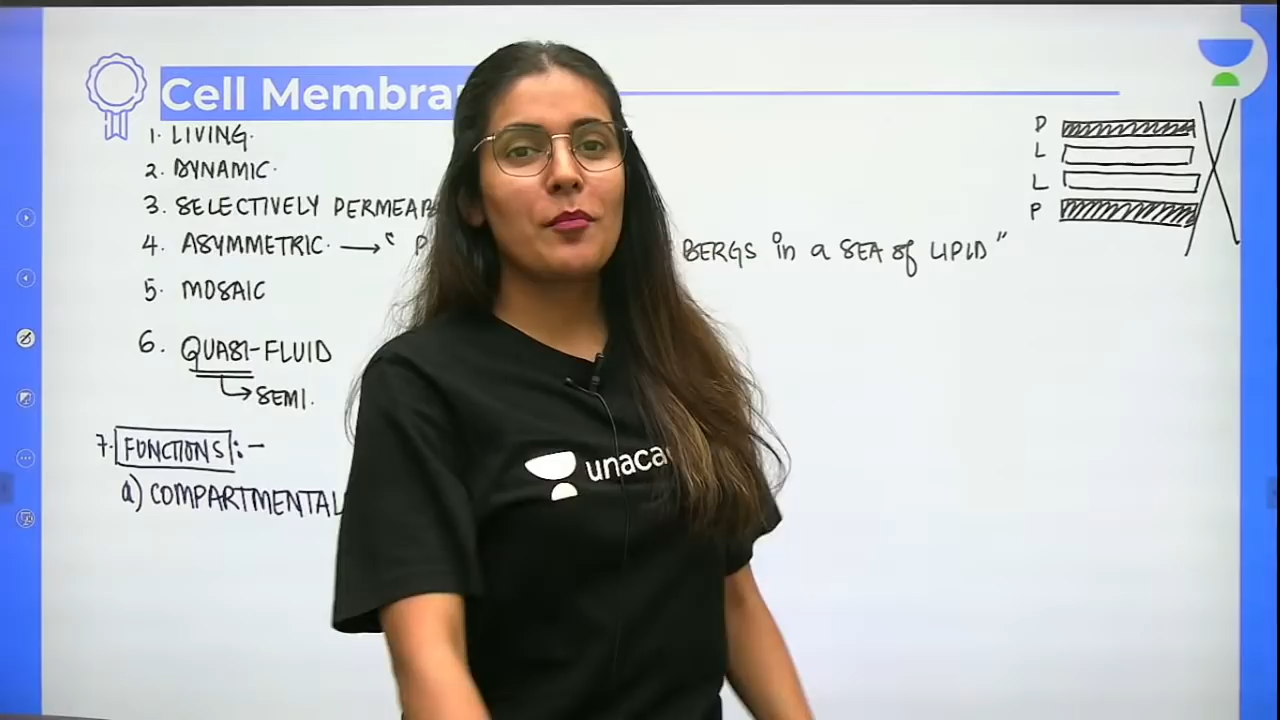 Cell Membra
1. LIVING.
2. DYNAMIC.
3. SELECTIVELY PERMEAB
4. ASYMMETRIC. → " P BERGS in a SEA of LIPID"
5. MOSAIC
6. QUASI-FLUID
→ SEMI.
7. FUNCTIONS :-
a) COMPARTMENTAL
P
L
L
P
unaca